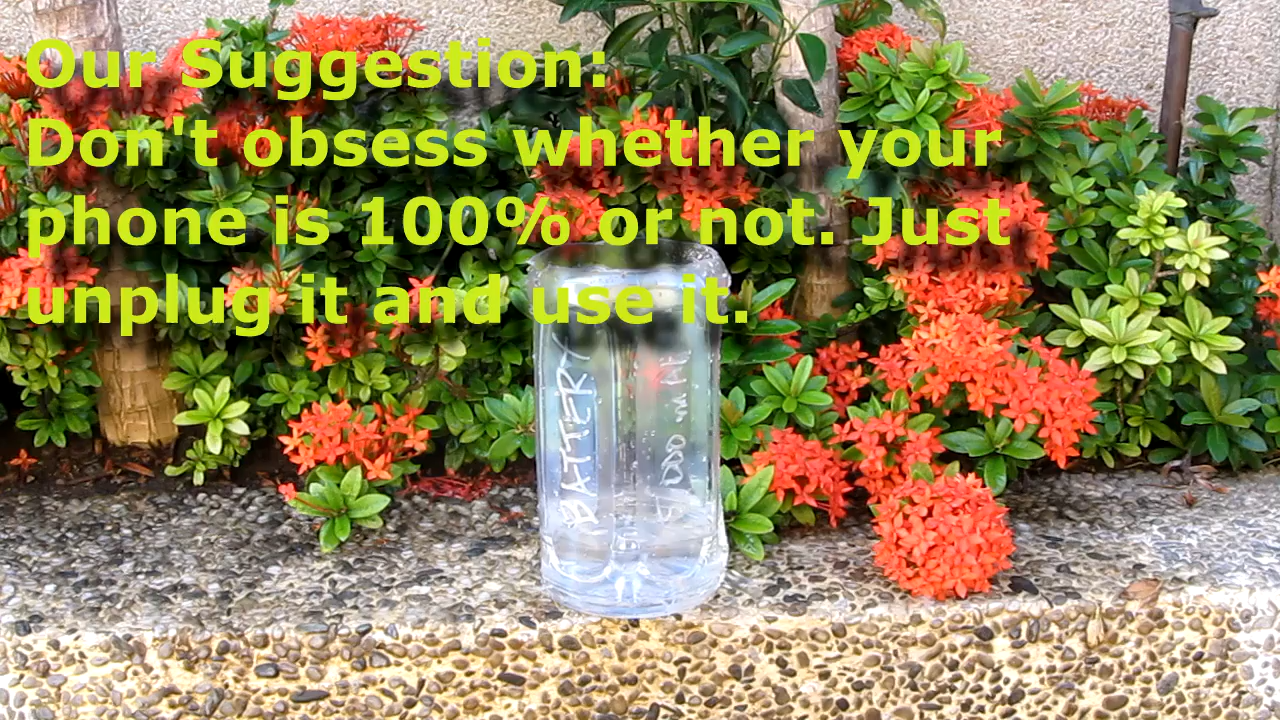 Our Suggestion:
Don't obsess whether your
phone is 100% or not. Just
unplug it and use it.
BATTERY